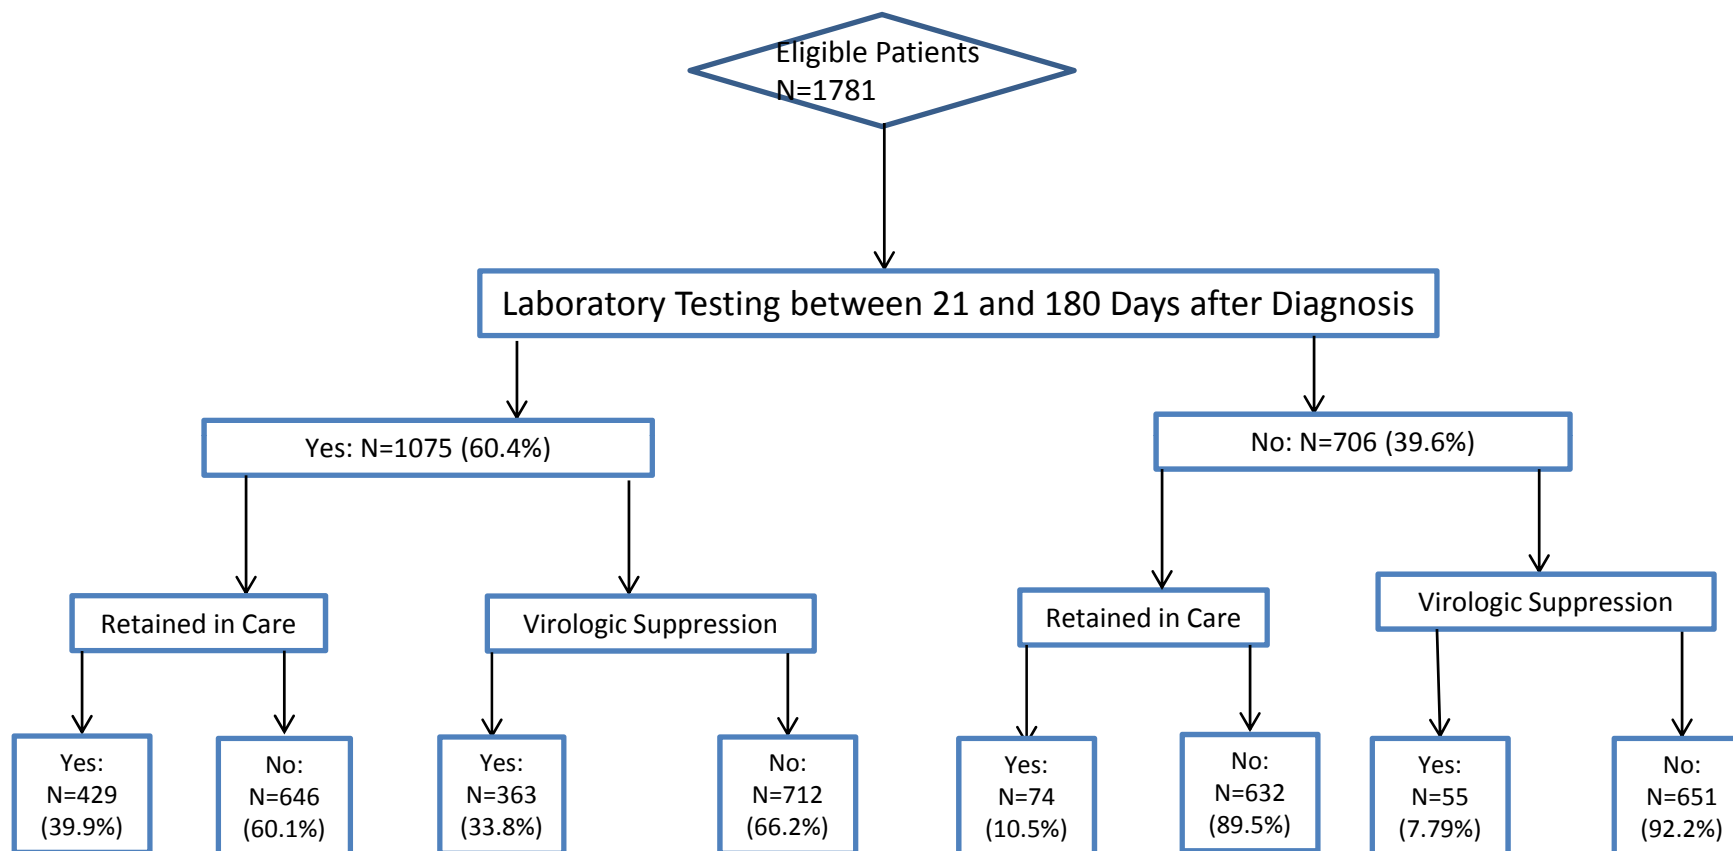 Eligible Patients
N=1781
Laboratory Testing between 21 and 180 Days after Diagnosis
Yes: N=1075 (60.4%)
No: N=706 (39.6%)
Retained in Care
Virologic Suppression
Retained in Care
Virologic Suppression
Yes:
N=429
(39.9%)
No:
N=646
(60.1%)
Yes:
N=363
(33.8%)
No:
N=712
(66.2%)
Yes:
N=74
(10.5%)
No:
N=632
(89.5%)
Yes:
N=55
(7.79%)
No:
N=651
(92.2%)